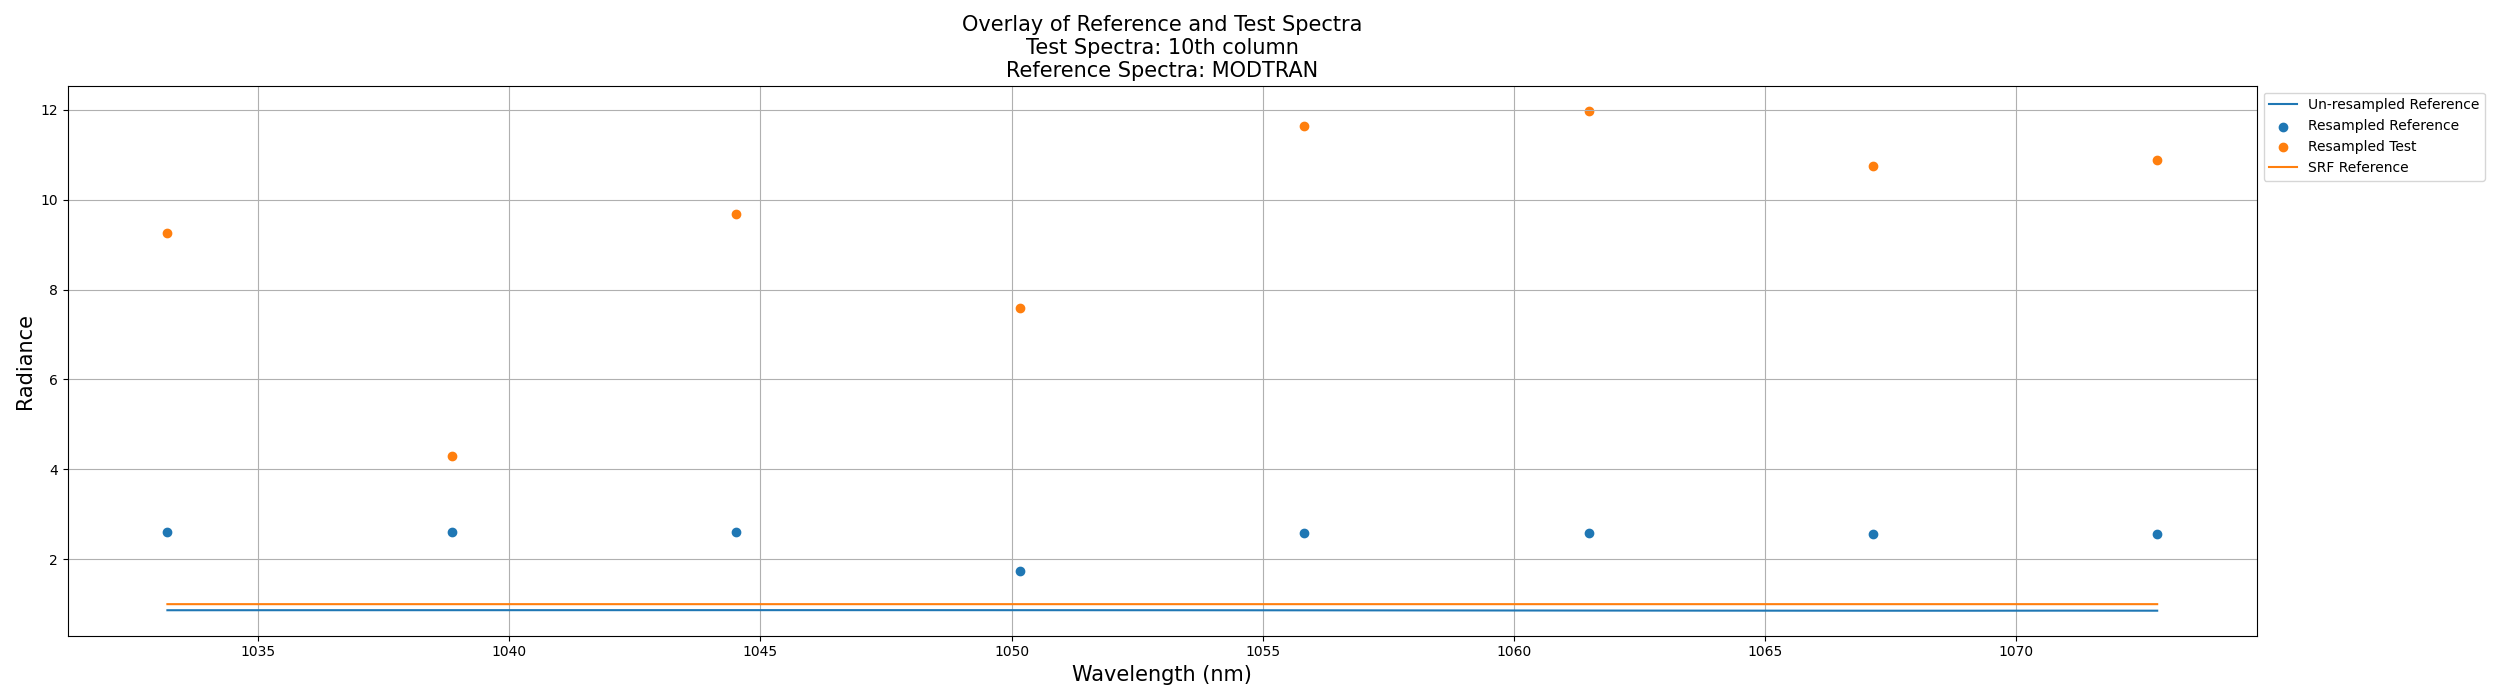 Overlay of Reference and Test Spectra
Test Spectra: 10th column
Reference Spectra: MODTRAN
Un-resampled Reference
Resampled Reference
Resampled Test
SRF Reference
12
10
8
6
4
2
Radiance
1035
1040
1045
1050
1055
1060
1065
1070
Wavelength (nm)